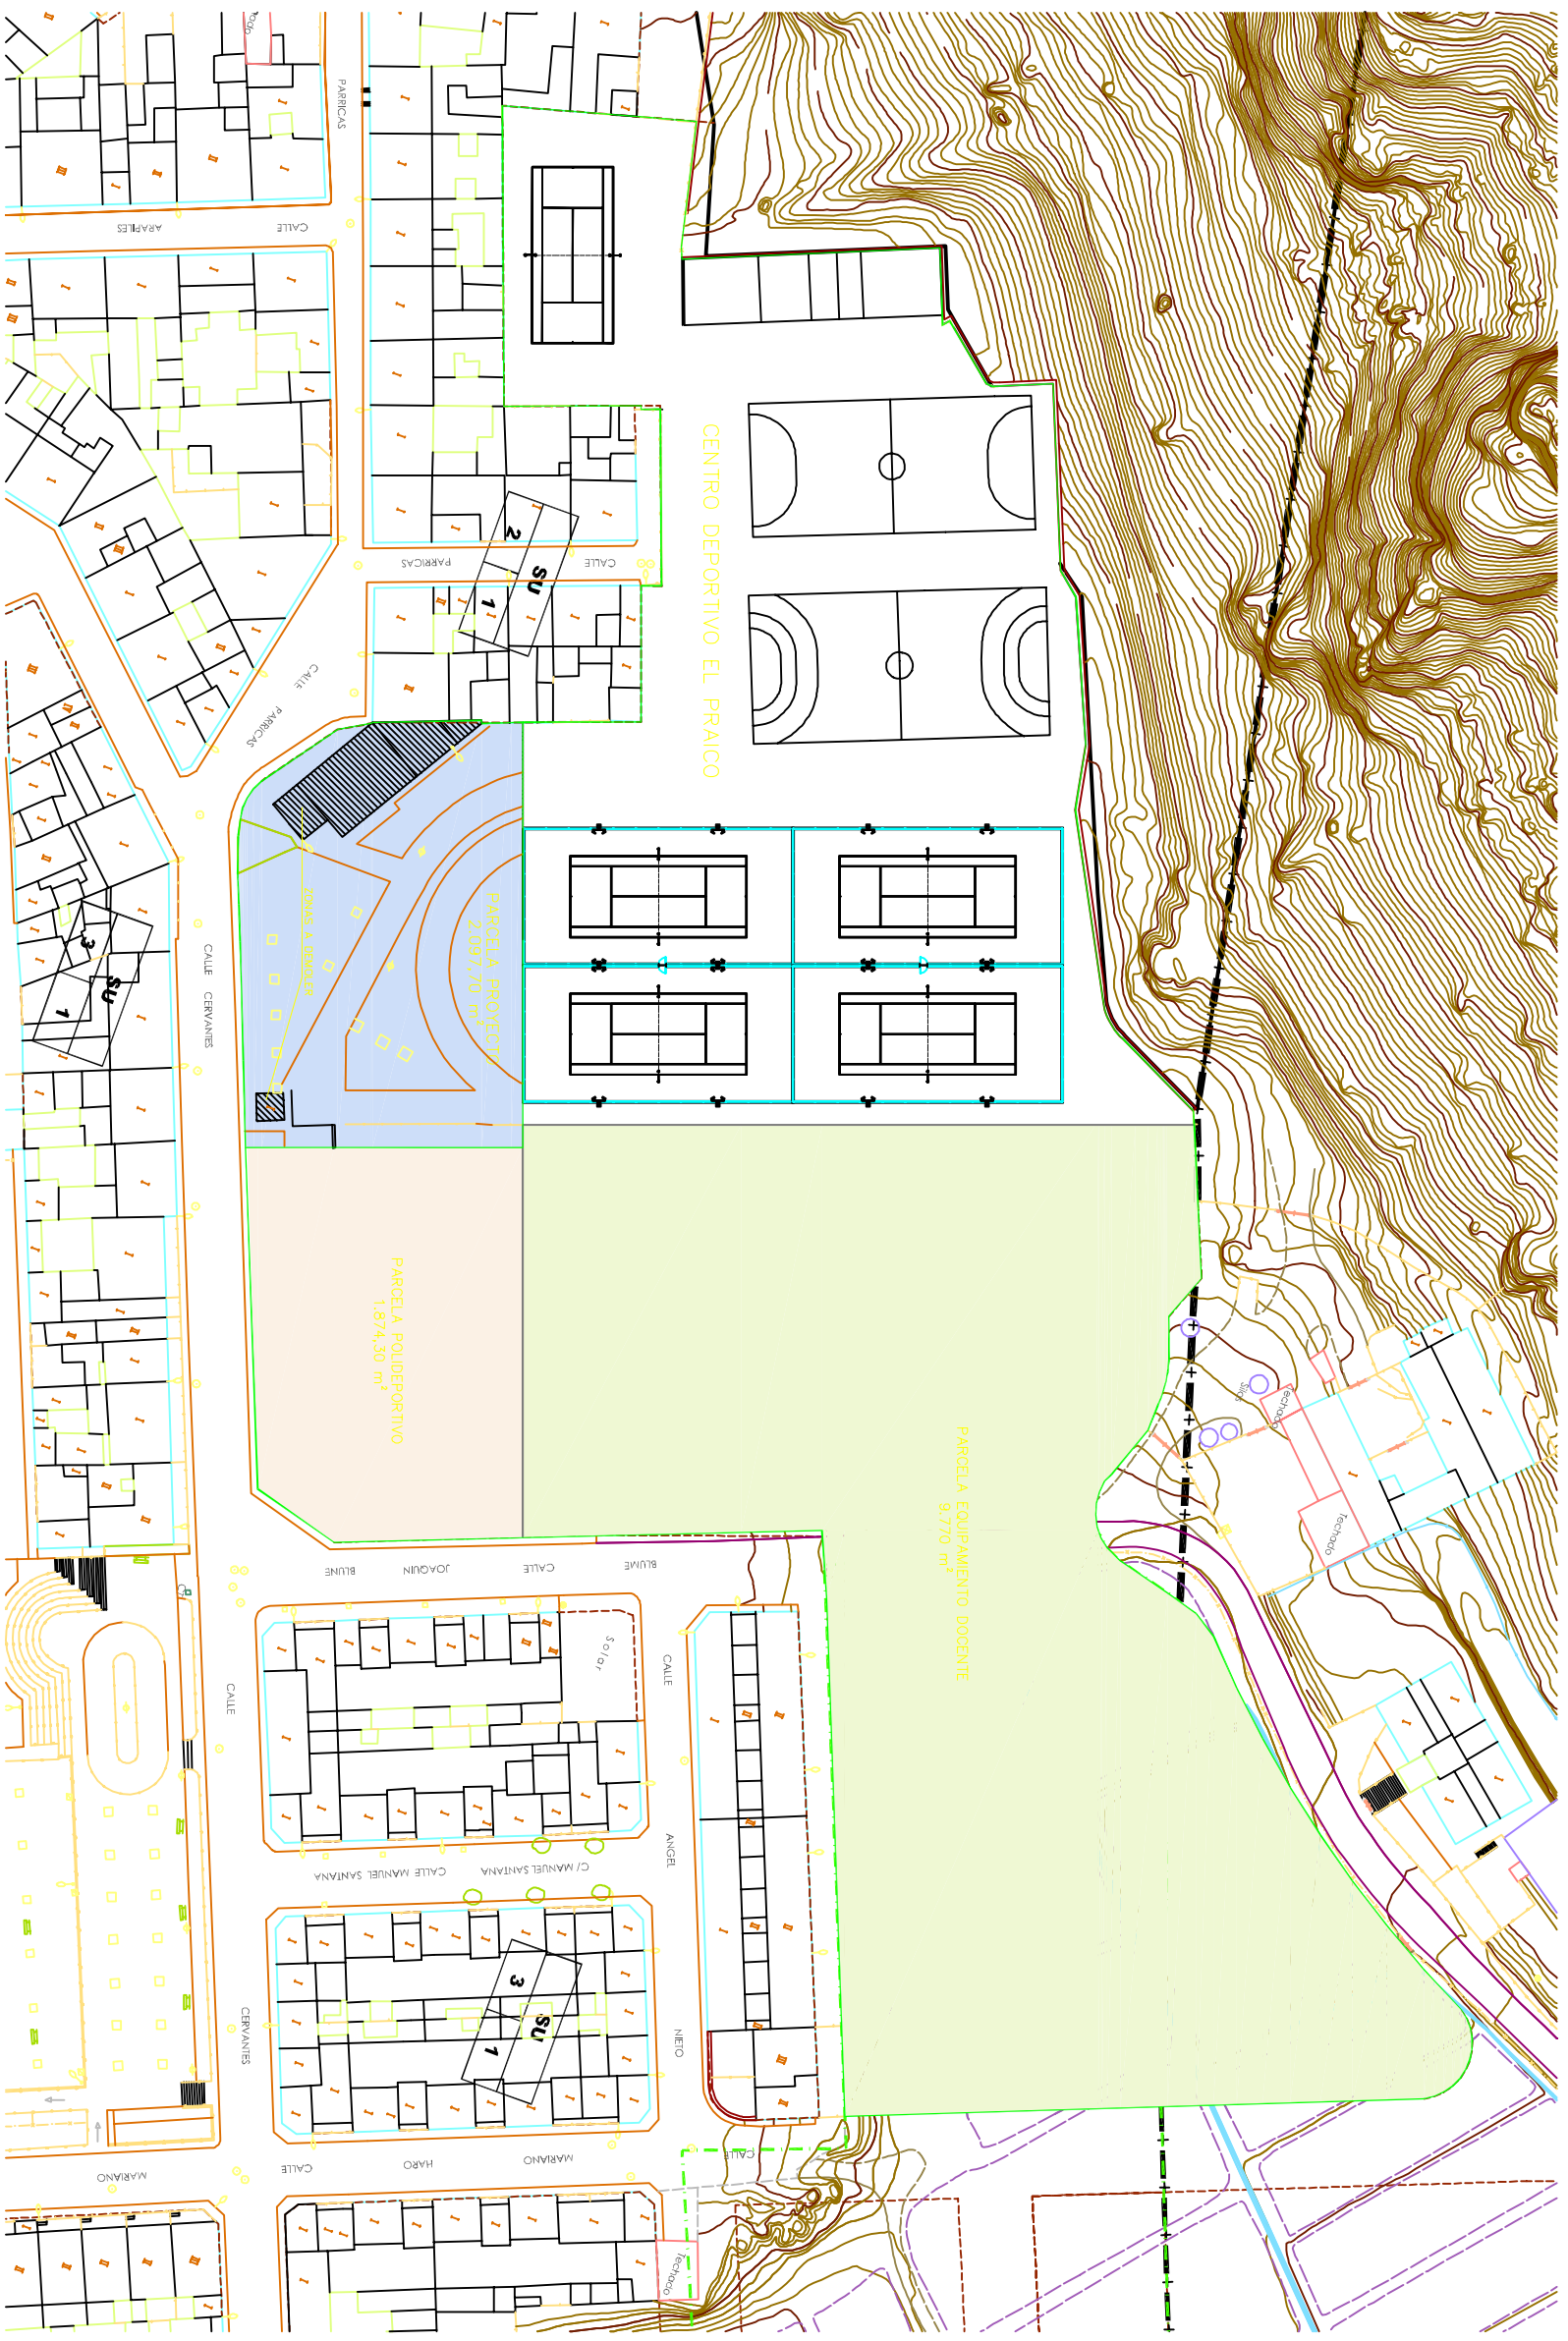 Techado
PARRICAS
CALLE
ARAPILES
CENTRO DEPORTIVO EL PRAICO
2
SU
1
CALLE
PARRICAS
CALLE
PARRICAS
PARCELA PROYECTO
2.097,70 m²
3
SU
1
CALLE CERVANTES
PARCELA POLIDEPORTIVO
1.874,30 m²
PARCELA EQUIPAMIENTO DOCENTE
9.770 m²
Silos
Techado
Techado
BLUNE
JOAQUIN
CALLE
BLUME
Solar
CALLE
ANGEL
NIETO
CALLE
CERVANTES
CALLE MANUEL SANTANA
C/ MANUEL SANTANA
3
SU
1
MARIANO
CALLE
HARO
MARIANO
CALLE
Techado